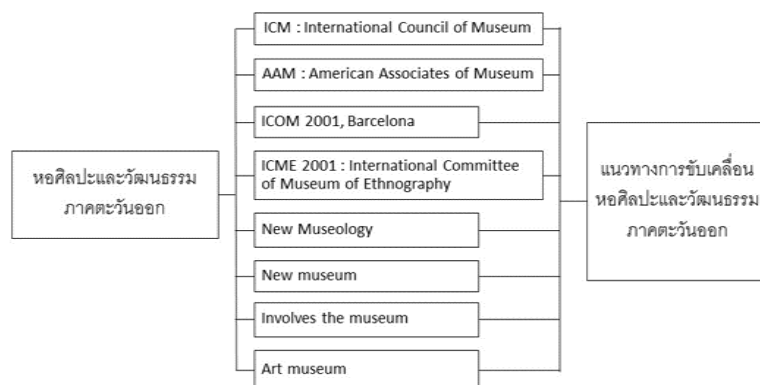 หอศิลปะและวัฒนธรรม
ภาคตะวันออก
ICM : International Council of Museum
AAM : American Associates of Museum
ICOM 2001, Barcelona
ICME 2001 : International Committee
of Museum of Ethnography
New Museology
New museum
Involves the museum
Art museum
แนวทางการขับเคลื่อน
หอศิลปะและวัฒนธรรม
ภาคตะวันออก